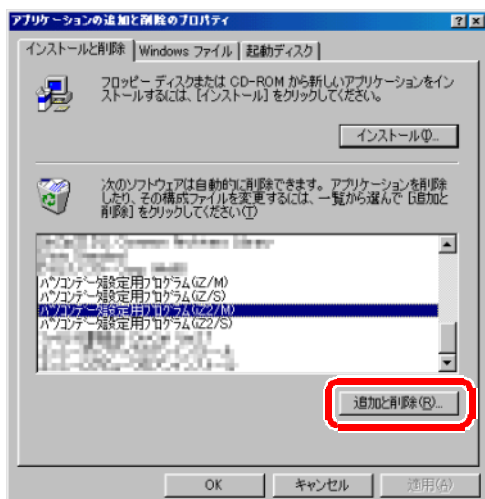 アプリケーションの追加と削除のプロパティ
インストールと削除
Windows ファイル
起動ディスク
フロッピー ディスクまたは CD-ROM から新しいアプリケーションをイン
ストールするには、[インストール] をクリックしてください。
インストール(I)...
次のソフトウェアは自動的に削除できます。アプリケーションを削除
したり、その構成ファイルを変更するには、一覧から選んで [追加と
削除] をクリックしてください(T)
パソコンデータ設定用プログラム(iZ/M)
パソコンデータ設定用プログラム(iZ/S)
パソコンデータ設定用プログラム(iZ2/M)
パソコンデータ設定用プログラム(iZ2/S)
追加と削除(R)...
OK
キャンセル
適用(A)